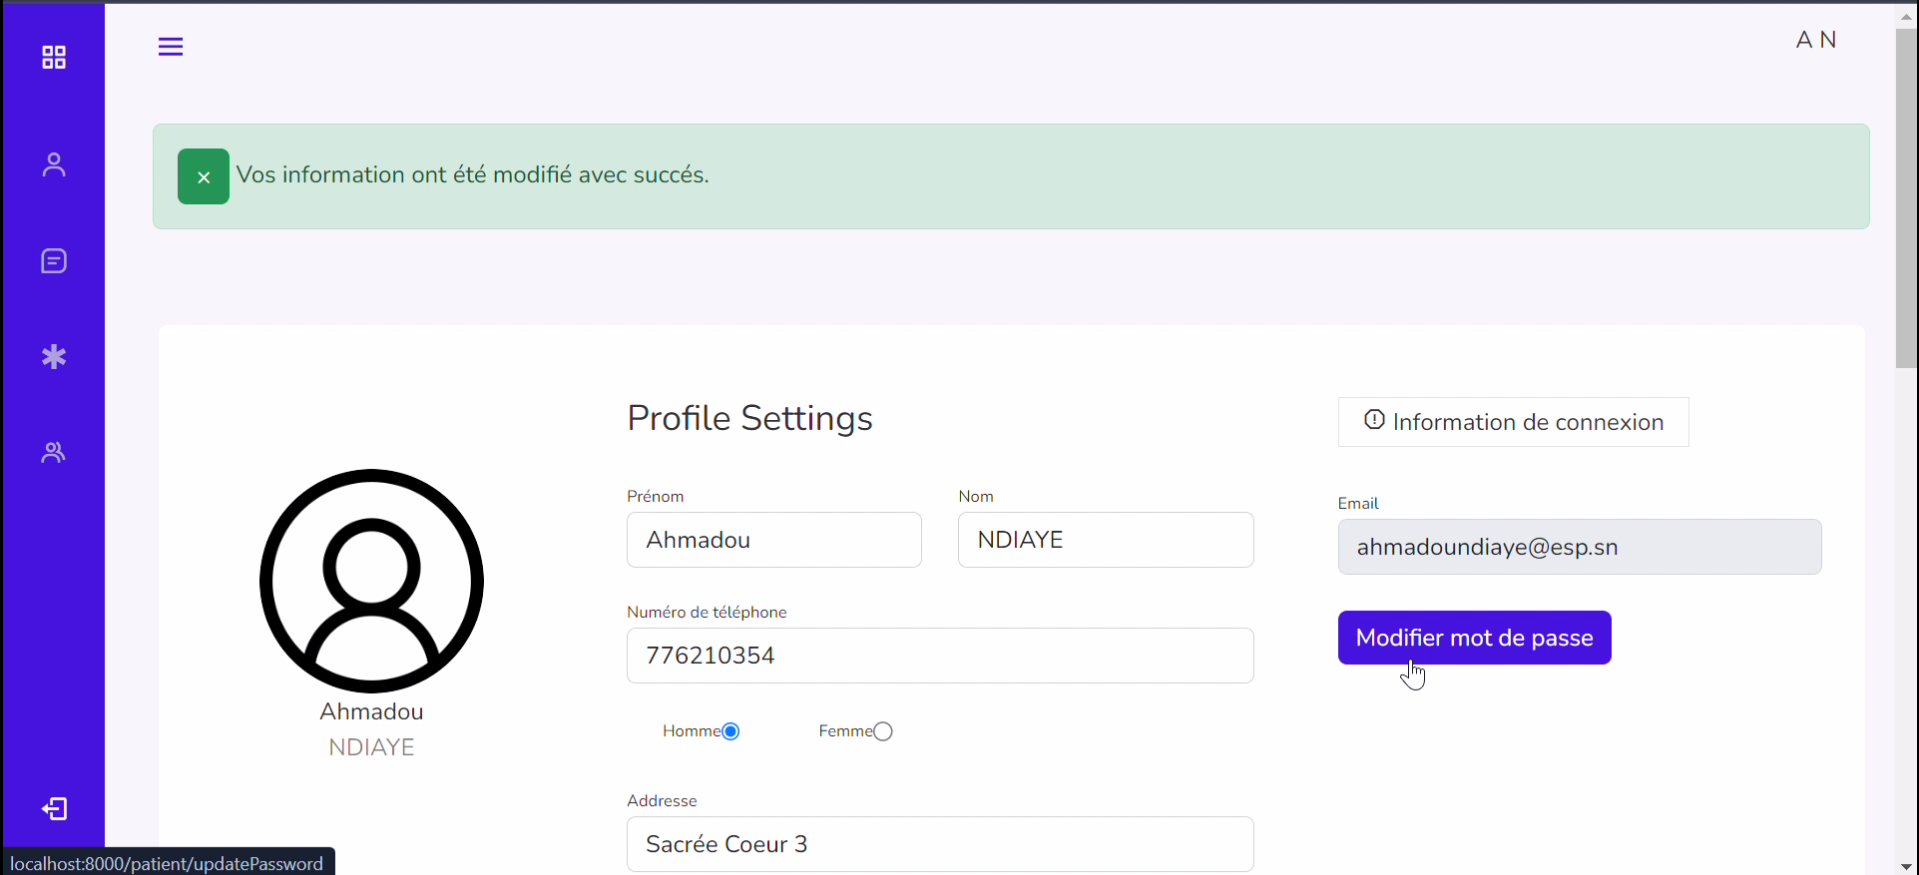 A N
× Vos information ont été modifié avec succés.
Profile Settings
Information de connexion
Prénom
Nom
Email
Ahmadou
NDIAYE
ahmadoundiaye@esp.sn
Numéro de téléphone
776210354
Modifier mot de passe
Ahmadou
NDIAYE
Homme
Femme
Addresse
Sacrée Coeur 3
localhost:8000/patient/updatePassword